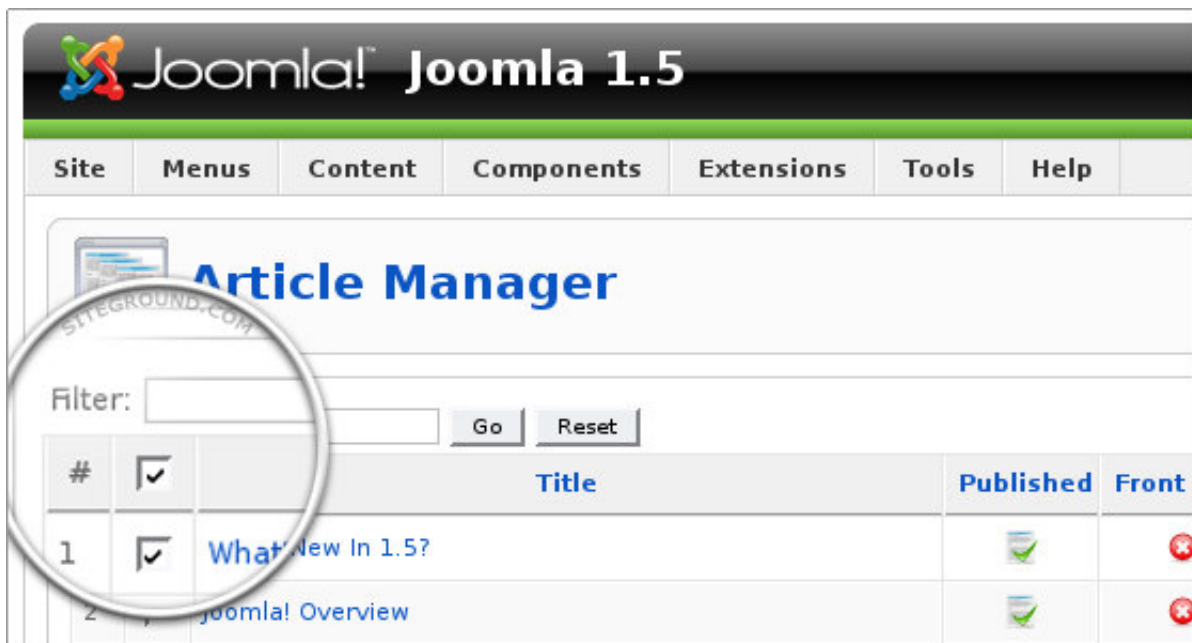 Joomla!™ Joomla 1.5
Site Menus Content Components Extensions Tools Help
Article Manager
SITEGROUND.COM
Filter: Go Reset
# Title Published Front
1 What New In 1.5?
2 Joomla! Overview